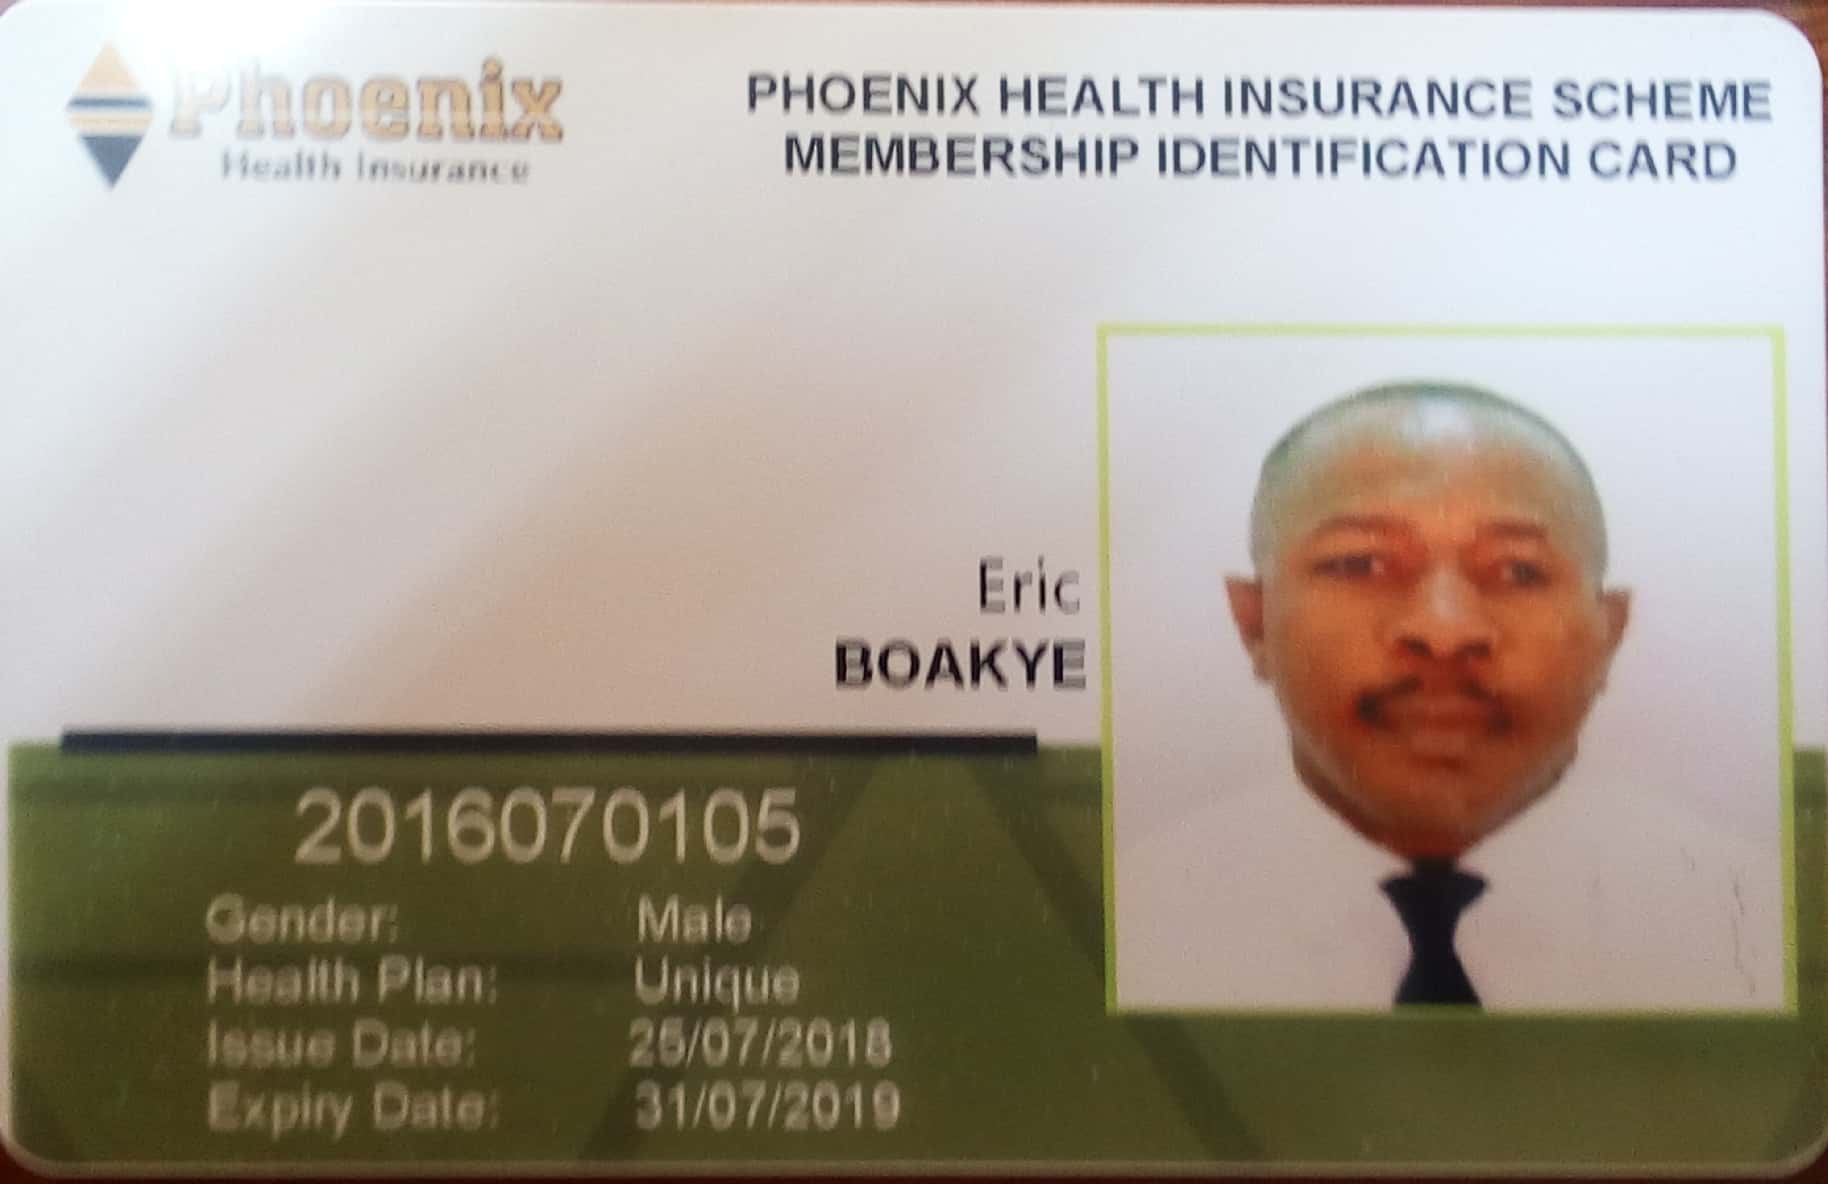 Phoenix
Health Insurance
PHOENIX HEALTH INSURANCE SCHEME
MEMBERSHIP IDENTIFICATION CARD
Eric
BOAKYE
2016070105
Gender: Male
Health Plan: Unique
Issue Date: 25/07/2018
Expiry Date: 31/07/2019